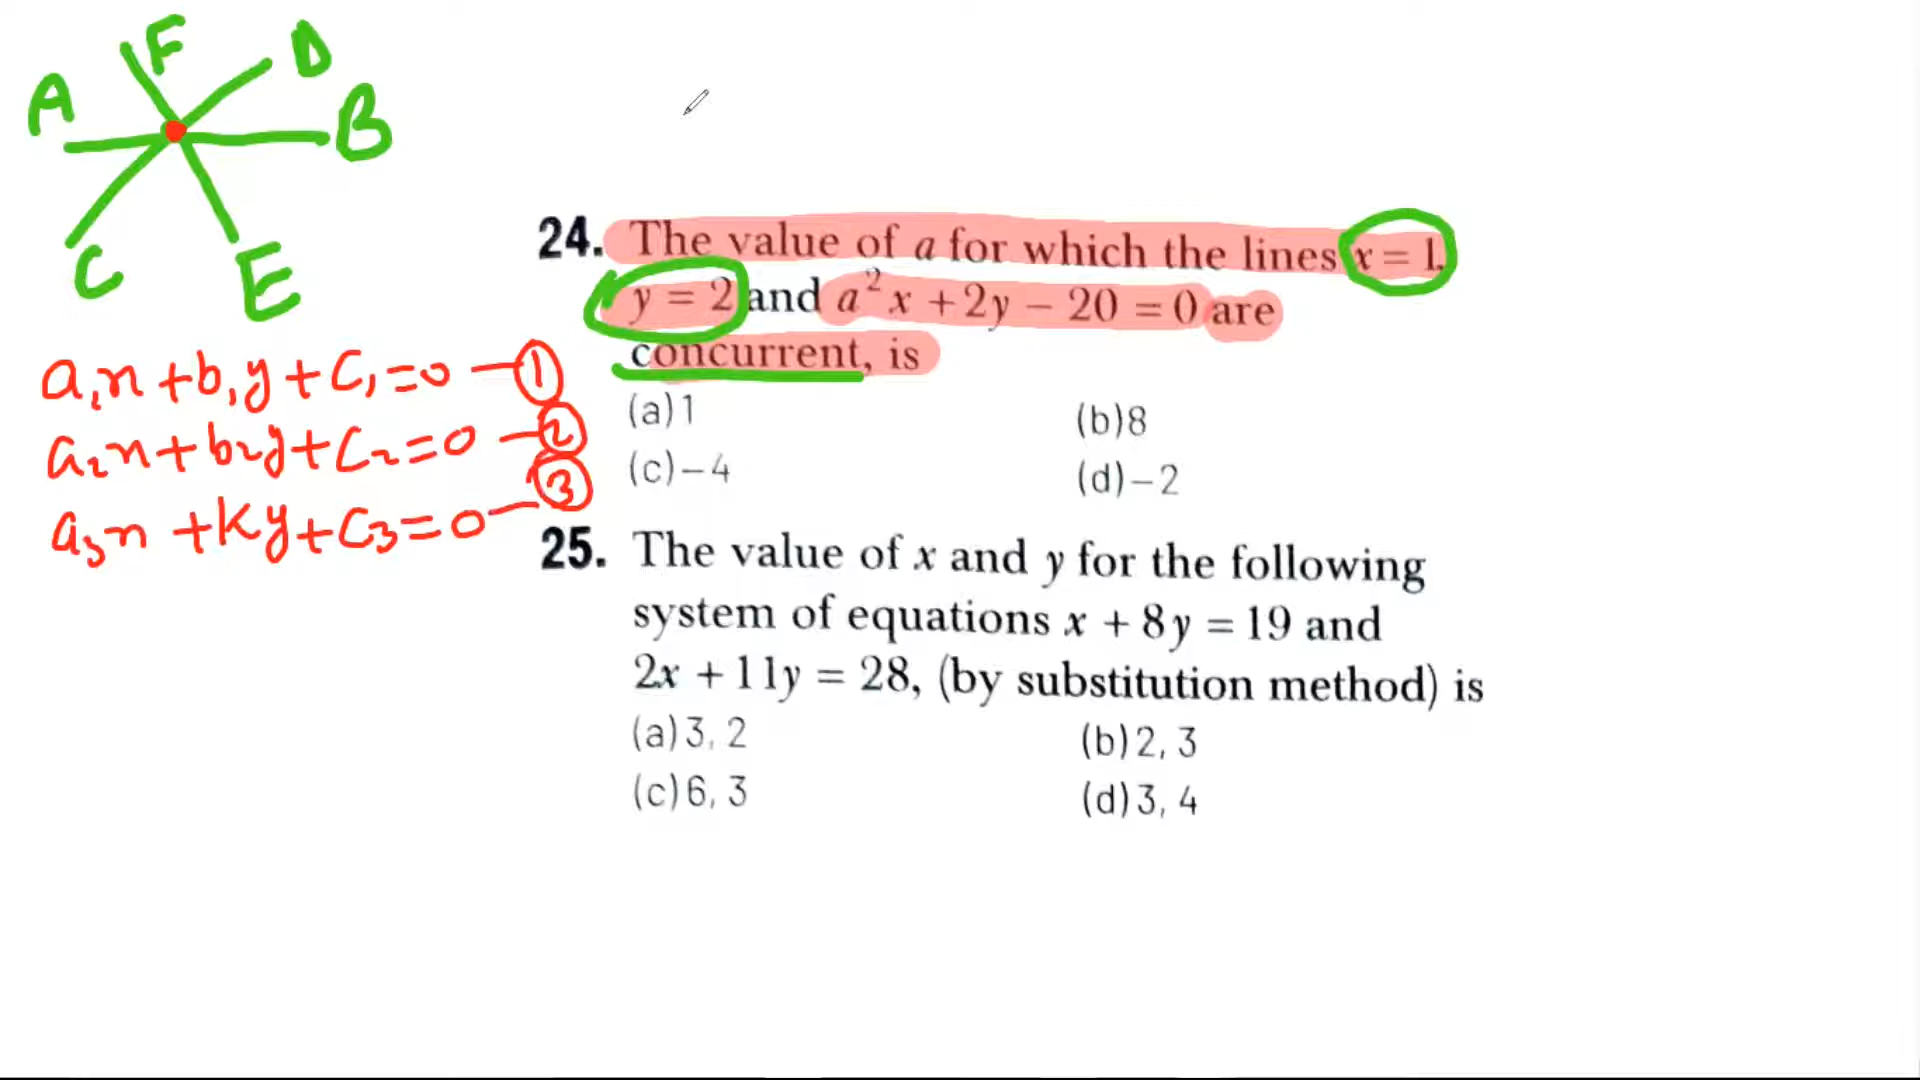 F D
A B
C E
a₁x + b₁y + c₁ = 0 — ①
a₂x + b₂y + c₂ = 0 — ②
a₃x + ky + c₃ = 0 — ③
24. The value of a for which the lines x = 1,
y = 2 and a²x + 2y − 20 = 0 are
concurrent, is
(a) 1 (b) 8
(c) − 4 (d) − 2
25. The value of x and y for the following
system of equations x + 8y = 19 and
2x + 11y = 28, (by substitution method) is
(a) 3, 2 (b) 2, 3
(c) 6, 3 (d) 3, 4